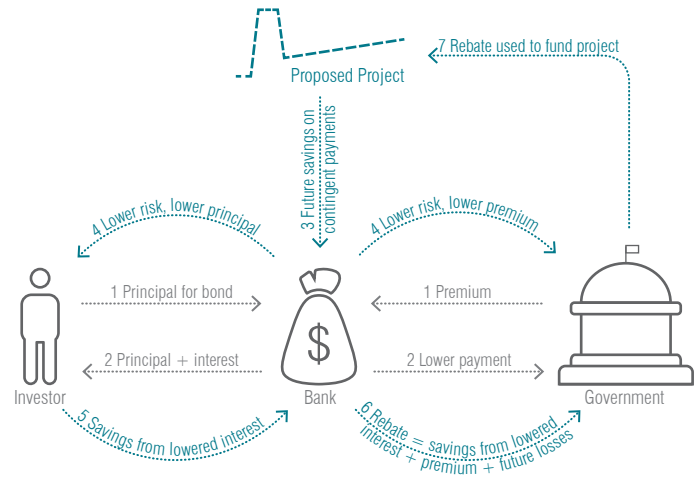 7 Rebate used to fund project
Proposed Project
3 Future savings on
contingent payments
4 Lower risk, lower principal
4 Lower risk, lower premium
1 Principal for bond
1 Premium
$
2 Principal + interest
2 Lower payment
Investor
Bank
Government
5 Savings from lowered interest
6 Rebate = savings from lowered
interest + premium + future losses